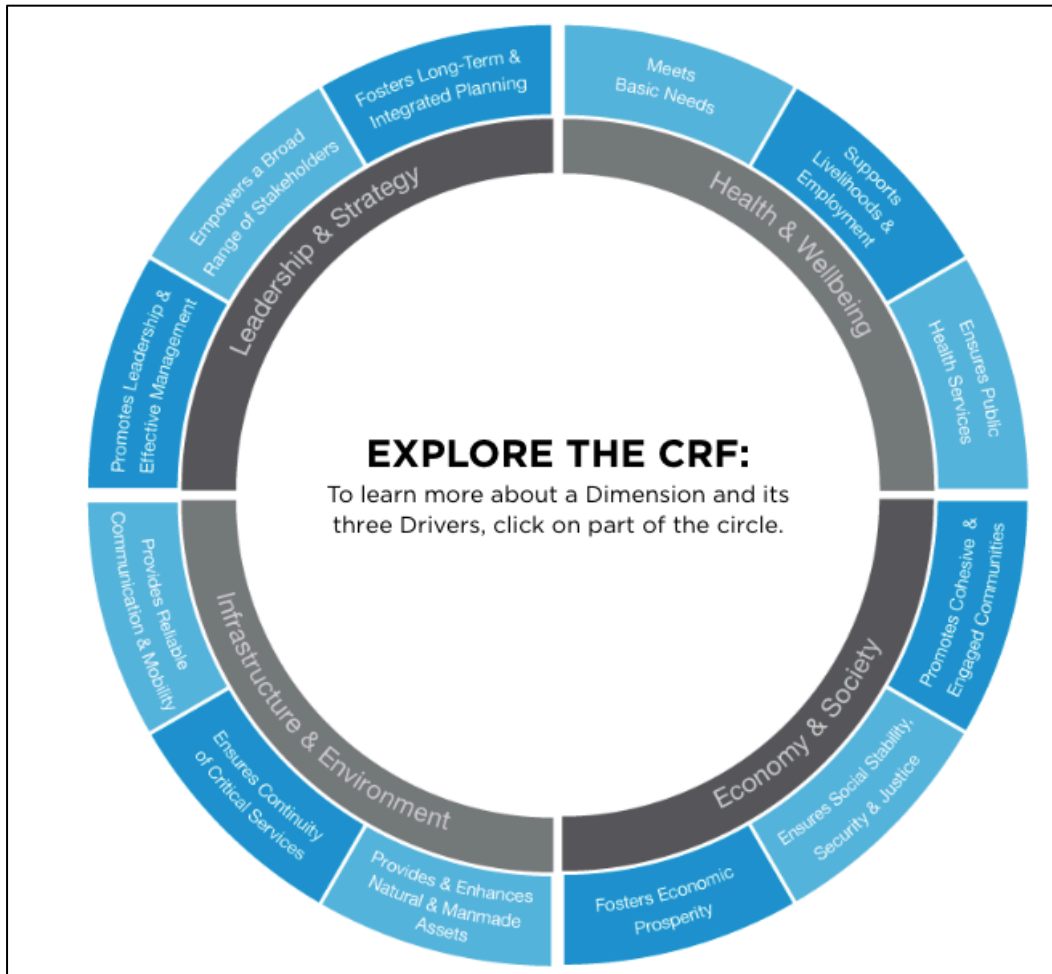 Meets
Basic Needs
Supports
Livelihoods &
Employment
Ensures Public
Health Services
Health & Wellbeing
Promotes Cohesive &
Engaged Communities
Ensures Social Stability,
Security & Justice
Fosters Economic
Prosperity
Economy & Society
Provides & Enhances
Natural & Manmade
Assets
Ensures Continuity
of Critical Services
Provides Reliable
Communication & Mobility
Infrastructure & Environment
Promotes Leadership &
Effective Management
Empowers a Broad
Range of Stakeholders
Fosters Long-Term &
Integrated Planning
Leadership & Strategy
EXPLORE THE CRF:
To learn more about a Dimension and its
three Drivers, click on part of the circle.